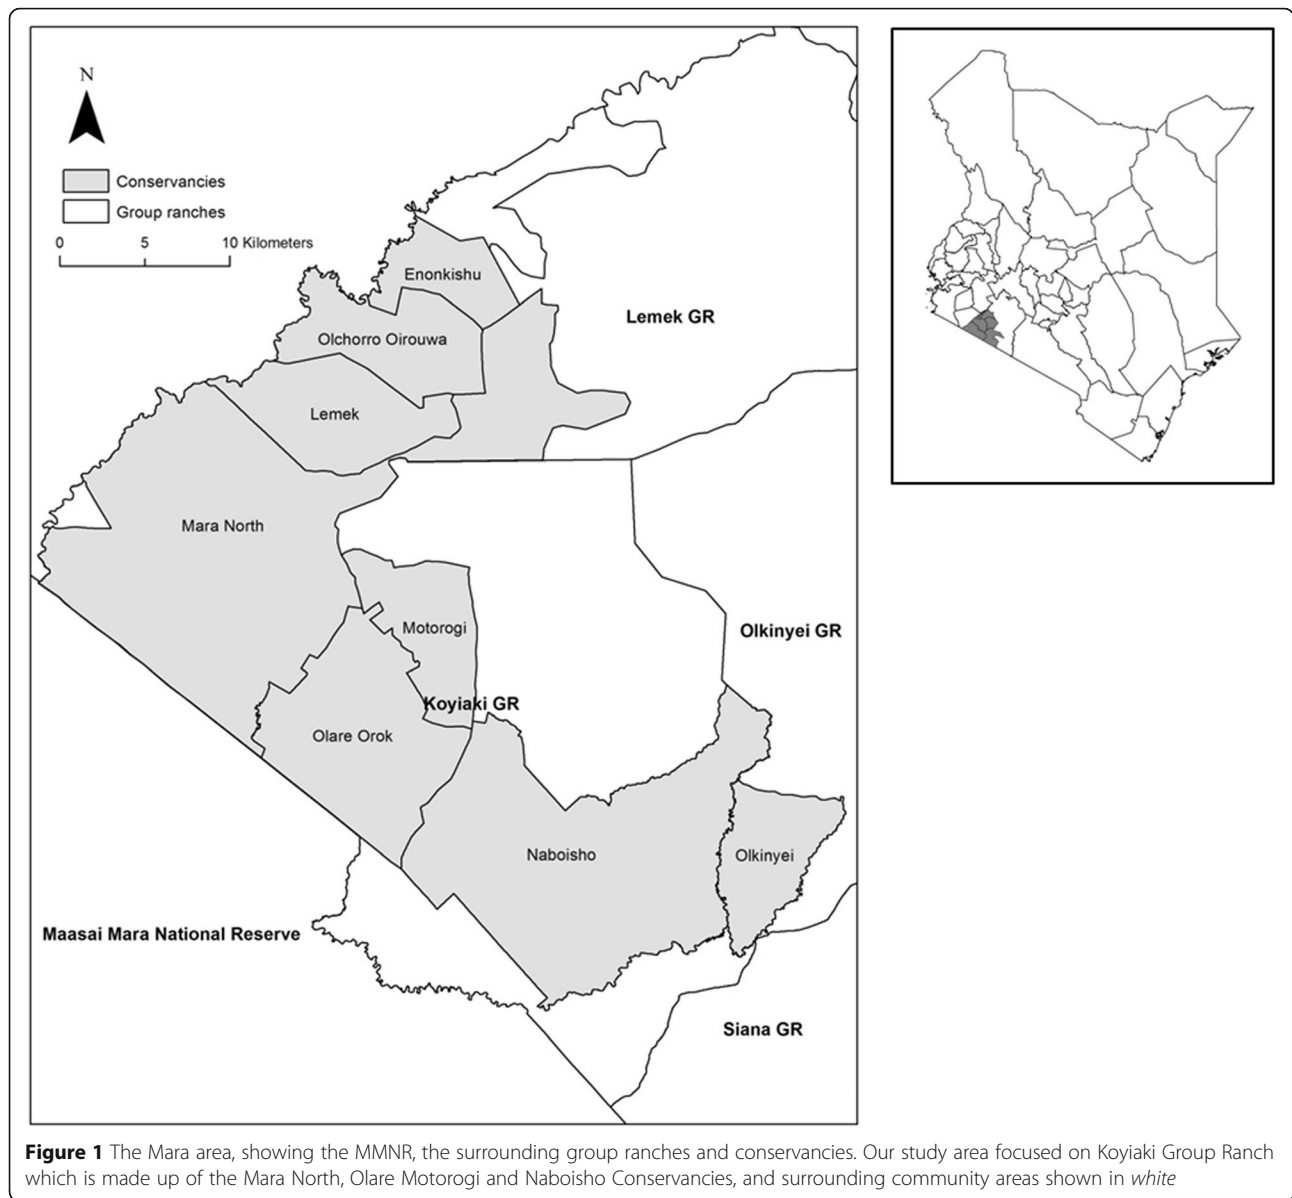 N
Conservancies
Group ranches
0 5 10 Kilometers
Enonkishu
Lemek GR
Olchorro Oirouwa
Lemek
Mara North
Motorogi
Olkinyei GR
Koyiaki GR
Olare Orok
Naboisho
Olkinyei
Maasai Mara National Reserve
Siana GR
Figure 1 The Mara area, showing the MMNR, the surrounding group ranches and conservancies. Our study area focused on Koyiaki Group Ranch
which is made up of the Mara North, Olare Motorogi and Naboisho Conservancies, and surrounding community areas shown in white